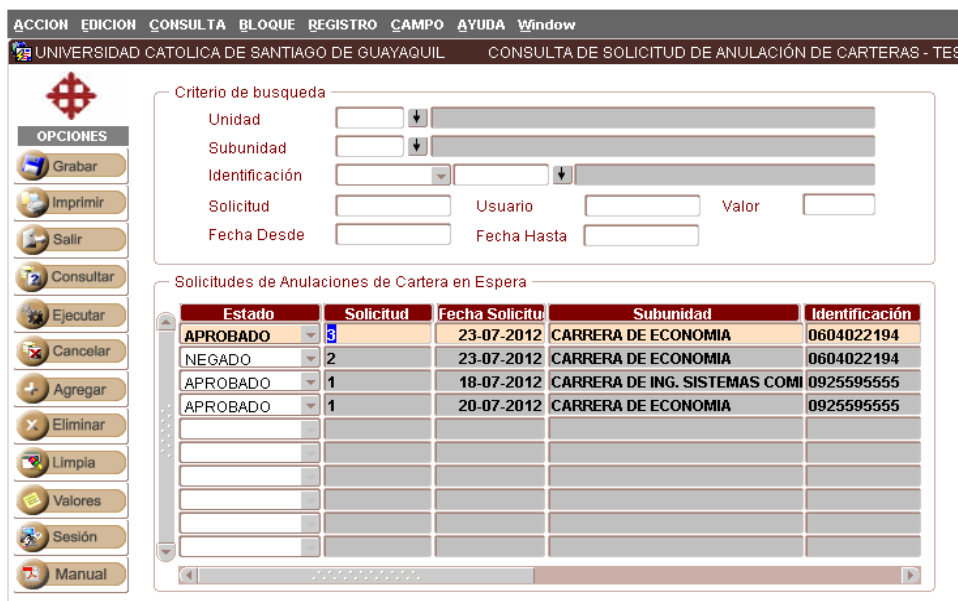 ACCION EDICION CONSULTA BLOQUE REGISTRO CAMPO AYUDA Window
UNIVERSIDAD CATOLICA DE SANTIAGO DE GUAYAQUIL CONSULTA DE SOLICITUD DE ANULACIÓN DE CARTERAS - TES
OPCIONES
Grabar
Imprimir
Salir
Consultar
Ejecutar
Cancelar
Agregar
Eliminar
Limpia
Valores
Sesión
Manual
Criterio de busqueda
Unidad
Subunidad
Identificación
Solicitud Usuario Valor
Fecha Desde Fecha Hasta
Solicitudes de Anulaciones de Cartera en Espera
Estado Solicitud Fecha Solicitu Subunidad Identificación
APROBADO 3 23-07-2012 CARRERA DE ECONOMIA 0604022194
NEGADO 2 23-07-2012 CARRERA DE ECONOMIA 0604022194
APROBADO 1 18-07-2012 CARRERA DE ING. SISTEMAS COMI 0925595555
APROBADO 1 20-07-2012 CARRERA DE ECONOMIA 0925595555